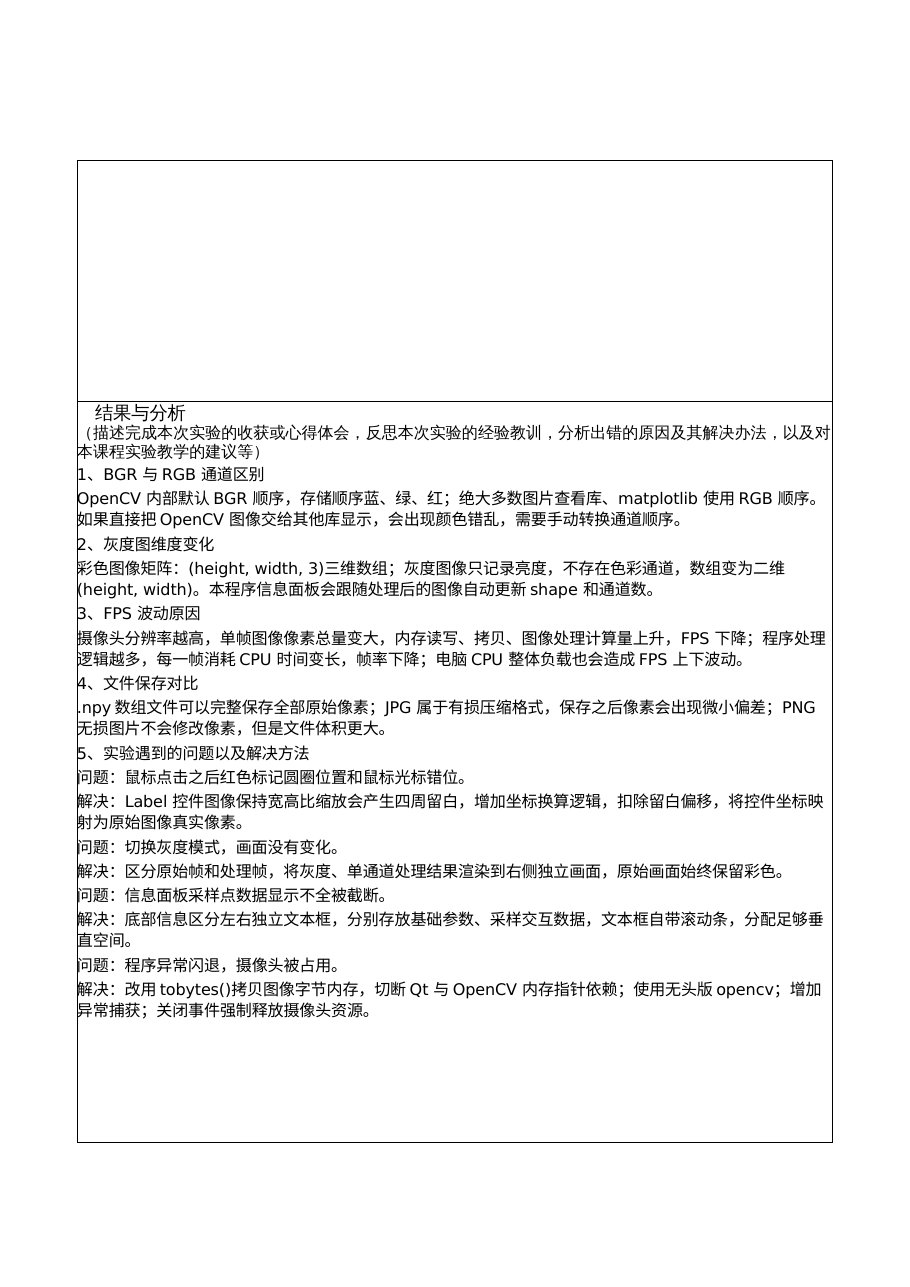 结果与分析
（描述完成本次实验的收获或心得体会，反思本次实验的经验教训，分析出错的原因及其解决办法，以及对
本课程实验教学的建议等）
1、BGR 与 RGB 通道区别
OpenCV 内部默认 BGR 顺序，存储顺序蓝、绿、红；绝大多数图片查看库、matplotlib 使用 RGB 顺序。
如果直接把 OpenCV 图像交给其他库显示，会出现颜色错乱，需要手动转换通道顺序。
2、灰度图维度变化
彩色图像矩阵：(height, width, 3)三维数组；灰度图像只记录亮度，不存在色彩通道，数组变为二维
(height, width)。本程序信息面板会跟随处理后的图像自动更新 shape 和通道数。
3、FPS 波动原因
摄像头分辨率越高，单帧图像像素总量变大，内存读写、拷贝、图像处理计算量上升，FPS 下降；程序处理
逻辑越多，每一帧消耗 CPU 时间变长，帧率下降；电脑 CPU 整体负载也会造成 FPS 上下波动。
4、文件保存对比
.npy 数组文件可以完整保存全部原始像素；JPG 属于有损压缩格式，保存之后像素会出现微小偏差；PNG
无损图片不会修改像素，但是文件体积更大。
5、实验遇到的问题以及解决方法
问题：鼠标点击之后红色标记圆圈位置和鼠标光标错位。
解决：Label 控件图像保持宽高比缩放会产生四周留白，增加坐标换算逻辑，扣除留白偏移，将控件坐标映
射为原始图像真实像素。
问题：切换灰度模式，画面没有变化。
解决：区分原始帧和处理帧，将灰度、单通道处理结果渲染到右侧独立画面，原始画面始终保留彩色。
问题：信息面板采样点数据显示不全被截断。
解决：底部信息区分左右独立文本框，分别存放基础参数、采样交互数据，文本框自带滚动条，分配足够垂
直空间。
问题：程序异常闪退，摄像头被占用。
解决：改用 tobytes()拷贝图像字节内存，切断 Qt 与 OpenCV 内存指针依赖；使用无头版 opencv；增加
异常捕获；关闭事件强制释放摄像头资源。